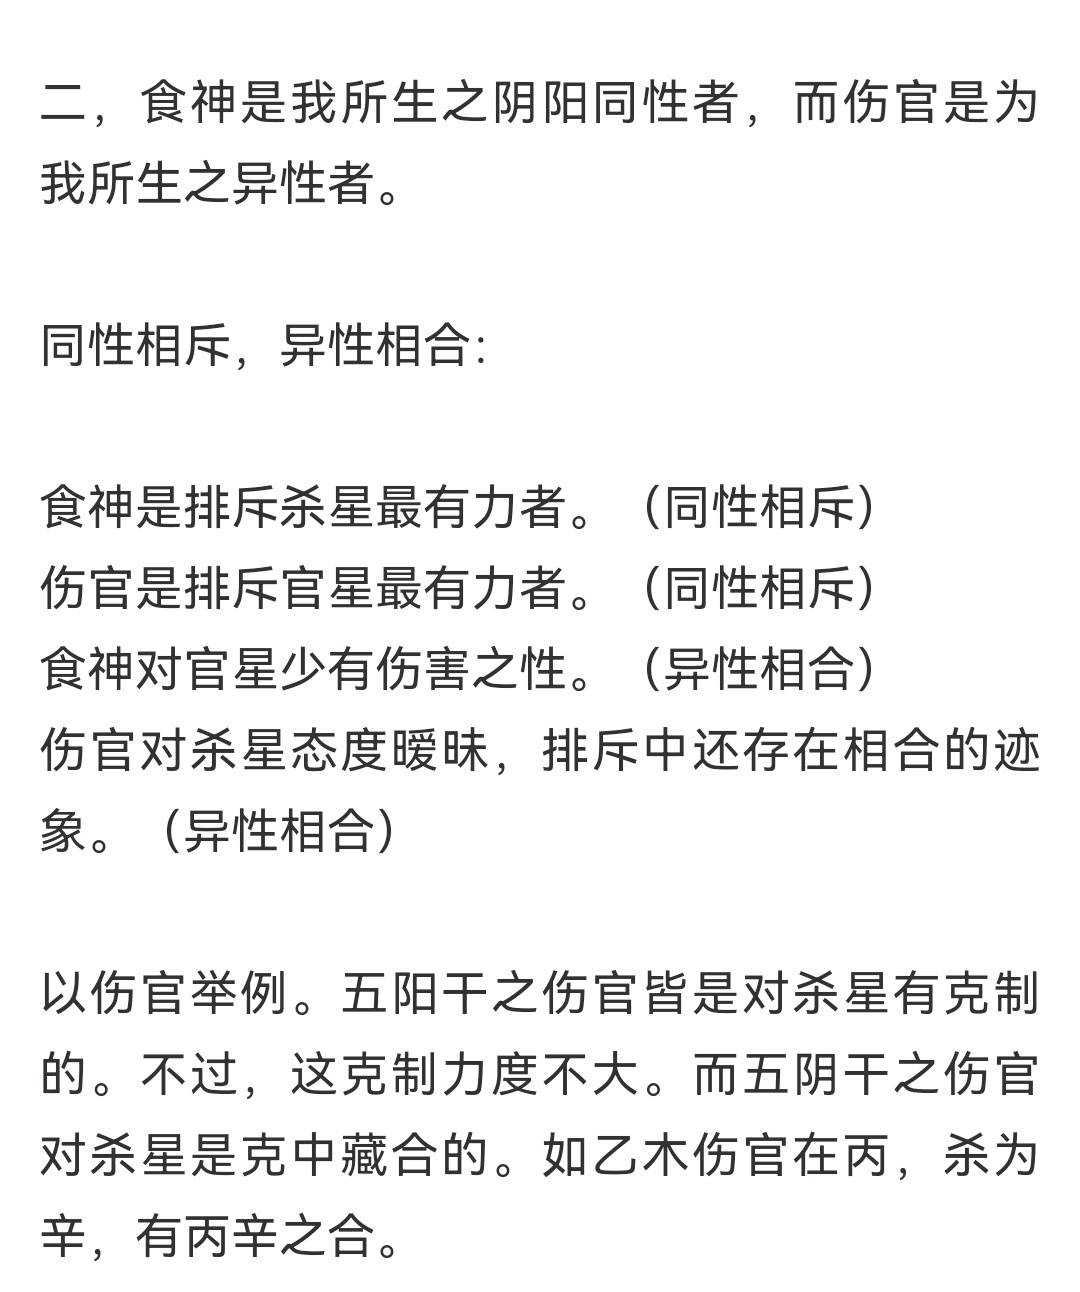 二，食神是我所生之阴阳同性者，而伤官是为
我所生之异性者。
同性相斥，异性相合：
食神是排斥杀星最有力者。（同性相斥）
伤官是排斥官星最有力者。（同性相斥）
食神对官星少有伤害之性。（异性相合）
伤官对杀星态度暧昧，排斥中还存在相合的迹
象。（异性相合）
以伤官举例。五阳干之伤官皆是对杀星有克制
的。不过，这克制力度不大。而五阴干之伤官
对杀星是克中藏合的。如乙木伤官在丙，杀为
辛，有丙辛之合。